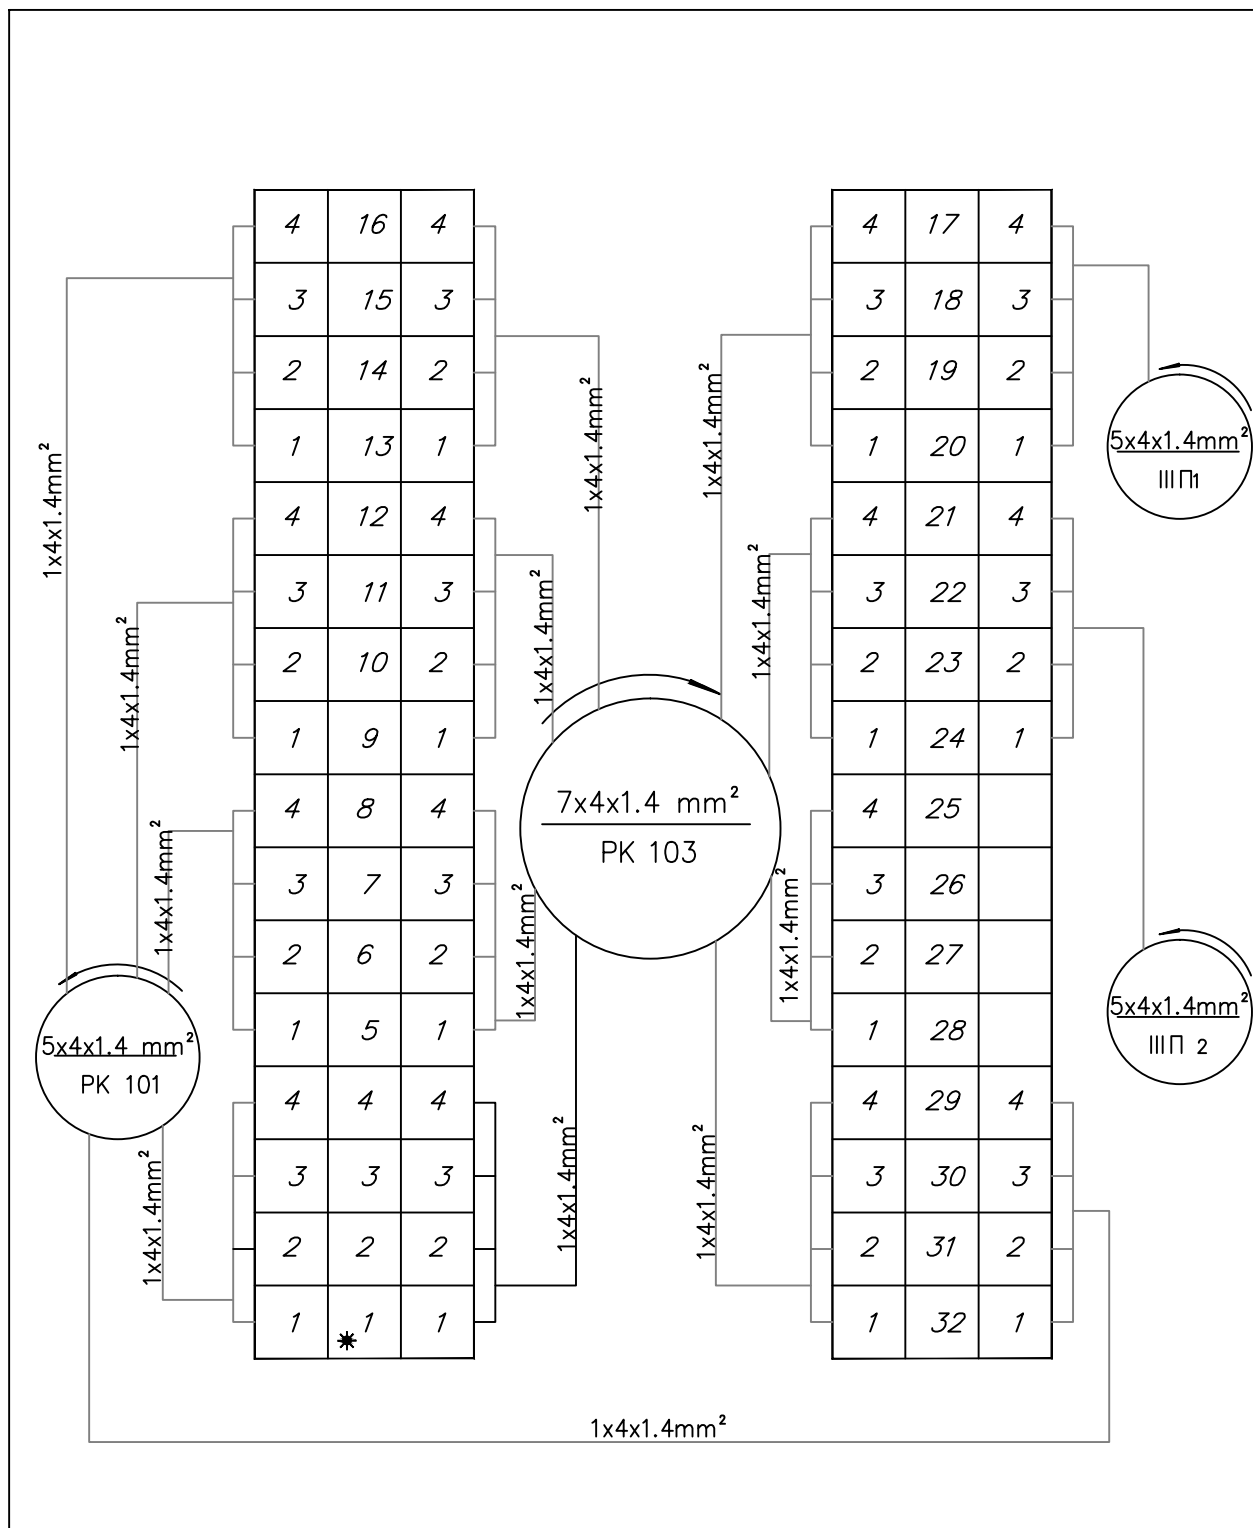 4 16 4
3 15 3
2 14 2
1 13 1
4 12 4
3 11 3
2 10 2
1 9 1
4 8 4
3 7 3
2 6 2
1 5 1
4 4 4
3 3 3
2 2 2
1 1 1
4 17 4
3 18 3
2 19 2
1 20 1
4 21 4
3 22 3
2 23 2
1 24 1
4 25
3 26
2 27
1 28
4 29 4
3 30 3
2 31 2
1 32 1
1x4x1.4mm²
1x4x1.4mm²
1x4x1.4mm²
1x4x1.4mm²
5x4x1.4 mm²
РК 101
1x4x1.4mm²
1x4x1.4mm²
1x4x1.4mm²
1x4x1.4mm²
7x4x1.4 mm²
РК 103
1x4x1.4mm²
1x4x1.4mm²
1x4x1.4mm²
1x4x1.4mm²
5x4x1.4mm²
III П1
5x4x1.4mm²
III П 2
1x4x1.4mm²